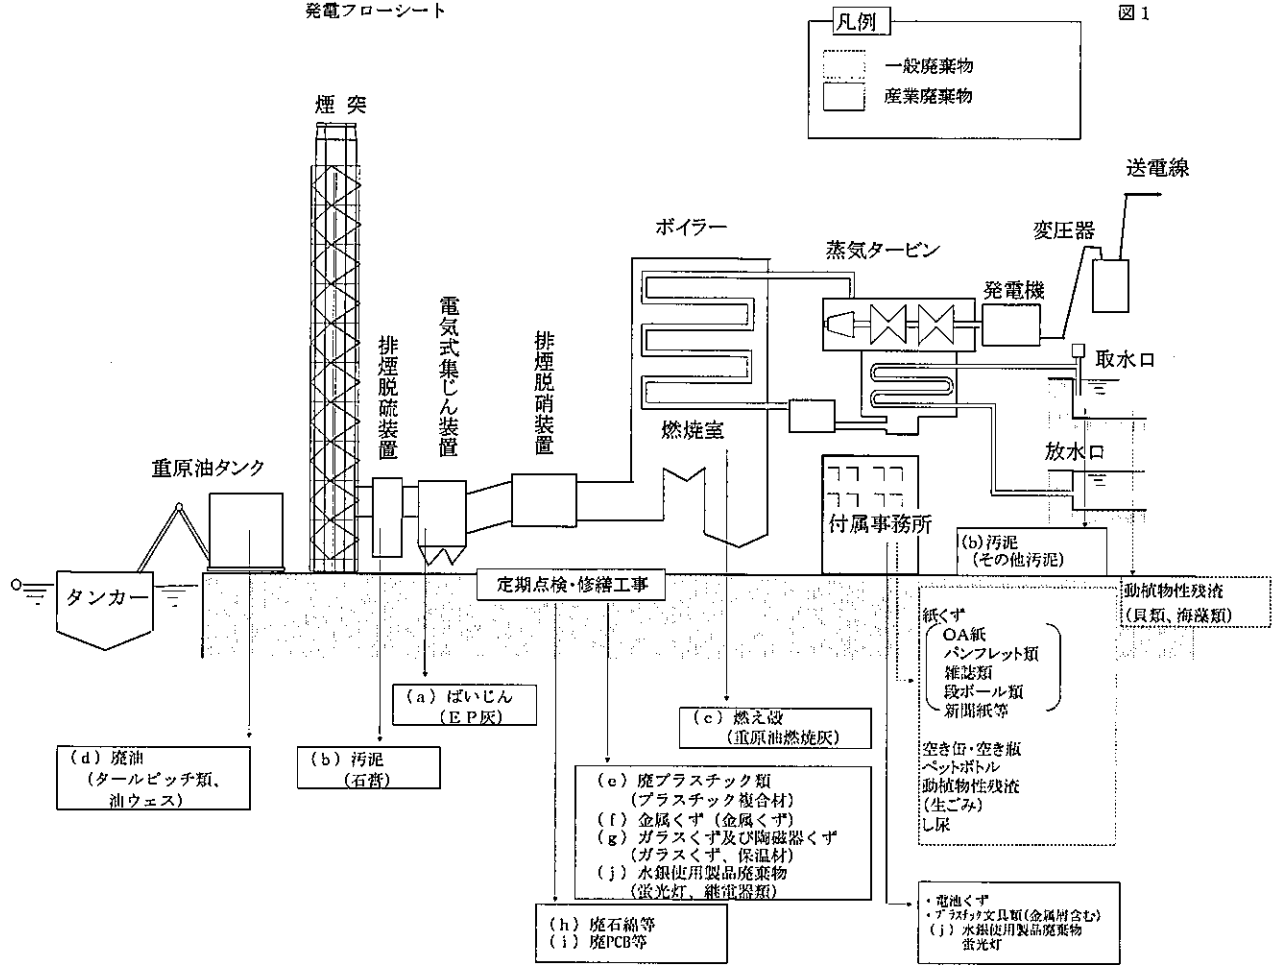 発電フローシート
図1
凡例
一般廃棄物
産業廃棄物
煙 突
送電線
ボイラー
変圧器
蒸気タービン
発電機
電気式集じん装置
排煙脱硫装置
排煙脱硝装置
取水口
燃焼室
放水口
重原油タンク
付属事務所
(b)汚泥
(その他汚泥)
定期点検・修繕工事
タンカー
動植物性残渣
(貝類、海藻類)
紙くず
OA紙
パンフレット類
雑誌類
段ボール類
新聞紙等
(a) ばいじん
(EP灰)
(c) 燃え殻
(重原油燃焼灰)
(d) 廃油
(タールピッチ類、
油ウェス)
(b) 汚泥
(石膏)
空き缶・空き瓶
ペットボトル
動植物性残渣
(生ごみ)
し尿
(e) 廃プラスチック類
(プラスチック複合材)
(f) 金属くず (金属くず)
(g) ガラスくず及び陶磁器くず
(ガラスくず、保温材)
(j) 水銀使用製品廃棄物
(蛍光灯、継電器類)
(h) 廃石綿等
(i) 廃PCB等
・電池くず
・プラスチック文具類(金属屑含む)
(j) 水銀使用製品廃棄物
蛍光灯